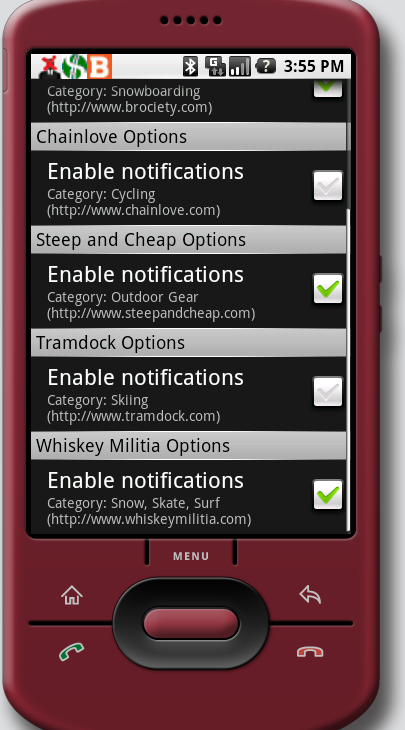 B
G
?
3:55 PM
Category: Snowboarding
(http://www.brociety.com)
Chainlove Options
Enable notifications
Category: Cycling
(http://www.chainlove.com)
Steep and Cheap Options
Enable notifications
Category: Outdoor Gear
(http://www.steepandcheap.com)
Tramdock Options
Enable notifications
Category: Skiing
(http://www.tramdock.com)
Whiskey Militia Options
Enable notifications
Category: Snow, Skate, Surf
(http://www.whiskeymilitia.com)
MENU